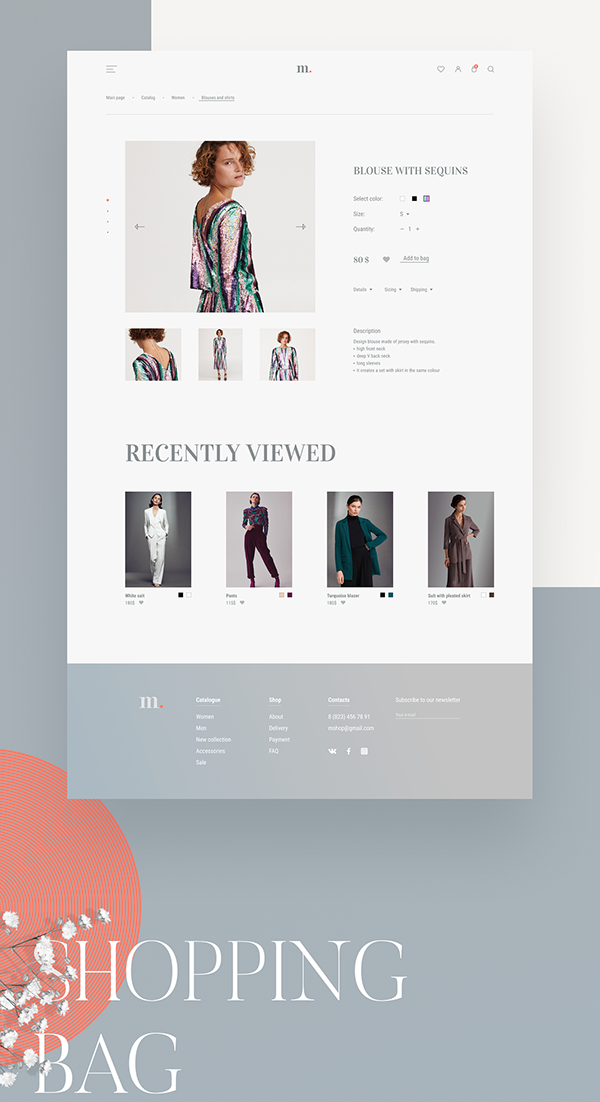 m.
Main page - Catalog - Women - Blouses and shirts
BLOUSE WITH SEQUINS
Select color:
Size: S
Quantity: − 1 +
80 $ Add to bag
Details Sizing Shipping
Description
Design blouse made of jersey with sequins.
• high front neck
• deep V back neck
• long sleeves
• it creates a set with skirt in the same colour
RECENTLY VIEWED
White suit
180$
Pants
115$
Turquoise blazer
180$
Suit with pleated skirt
170$
m.
Catalogue
Women
Men
New collection
Accessories
Sale
Shop
About
Delivery
Payment
FAQ
Contacts
8 (823) 456 78 91
mshop@gmail.com
Subscribe to our newsletter
Your e-mail
SHOPPING
BAG